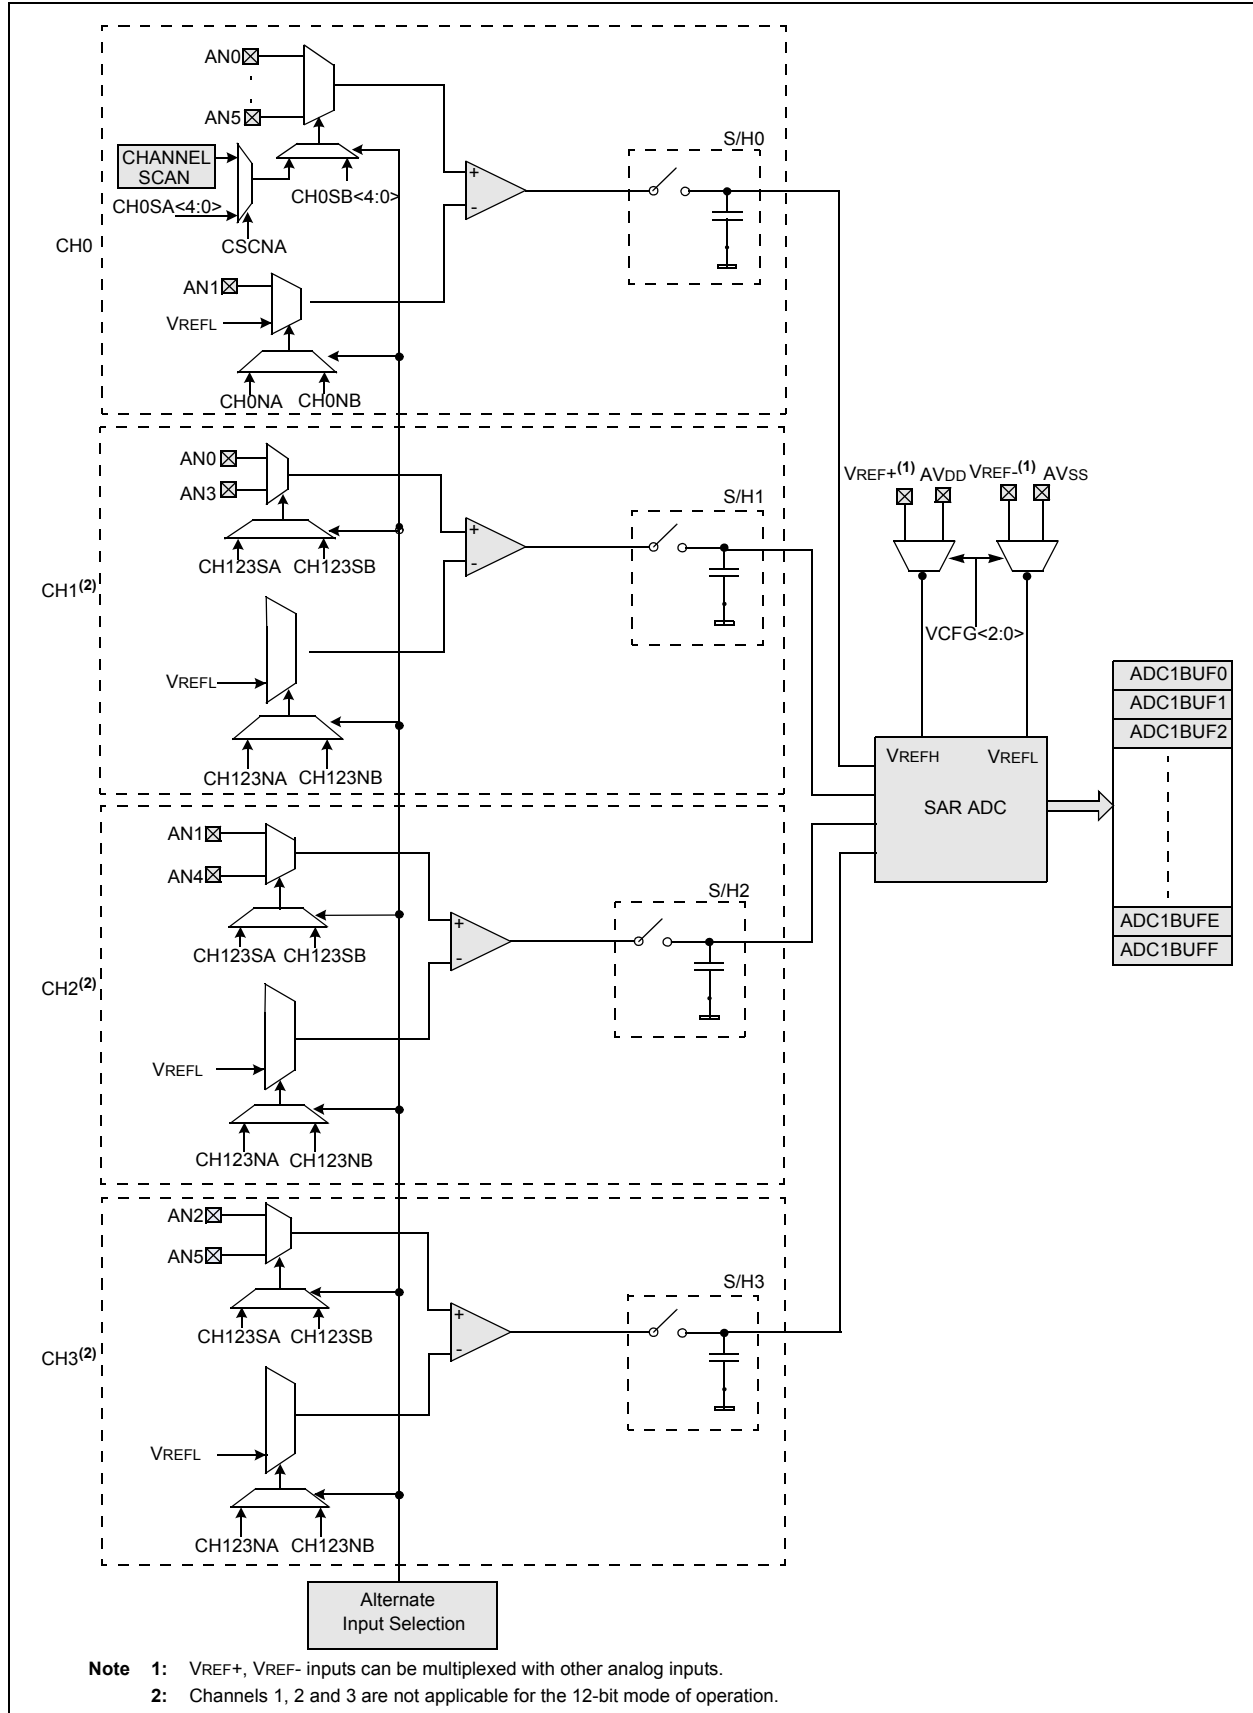 AN0
AN5
CHANNEL
SCAN
CH0SA<4:0>
CH0SB<4:0>
CSCNA
CH0
S/H0
+
-
AN1
VREFL
CH0NA
CH0NB
AN0
AN3
CH123SA
CH123SB
CH1(2)
S/H1
+
-
VREFL
CH123NA
CH123NB
VREF+(1) AVDD VREF-(1) AVSS
VCFG<2:0>
VREFH
VREFL
SAR ADC
ADC1BUF0
ADC1BUF1
ADC1BUF2
ADC1BUFE
ADC1BUFF
AN1
AN4
CH123SA CH123SB
CH2(2)
S/H2
+
-
VREFL
CH123NA CH123NB
AN2
AN5
CH123SA CH123SB
CH3(2)
S/H3
+
-
VREFL
CH123NA CH123NB
Alternate
Input Selection
Note 1: VREF+, VREF- inputs can be multiplexed with other analog inputs.
2: Channels 1, 2 and 3 are not applicable for the 12-bit mode of operation.